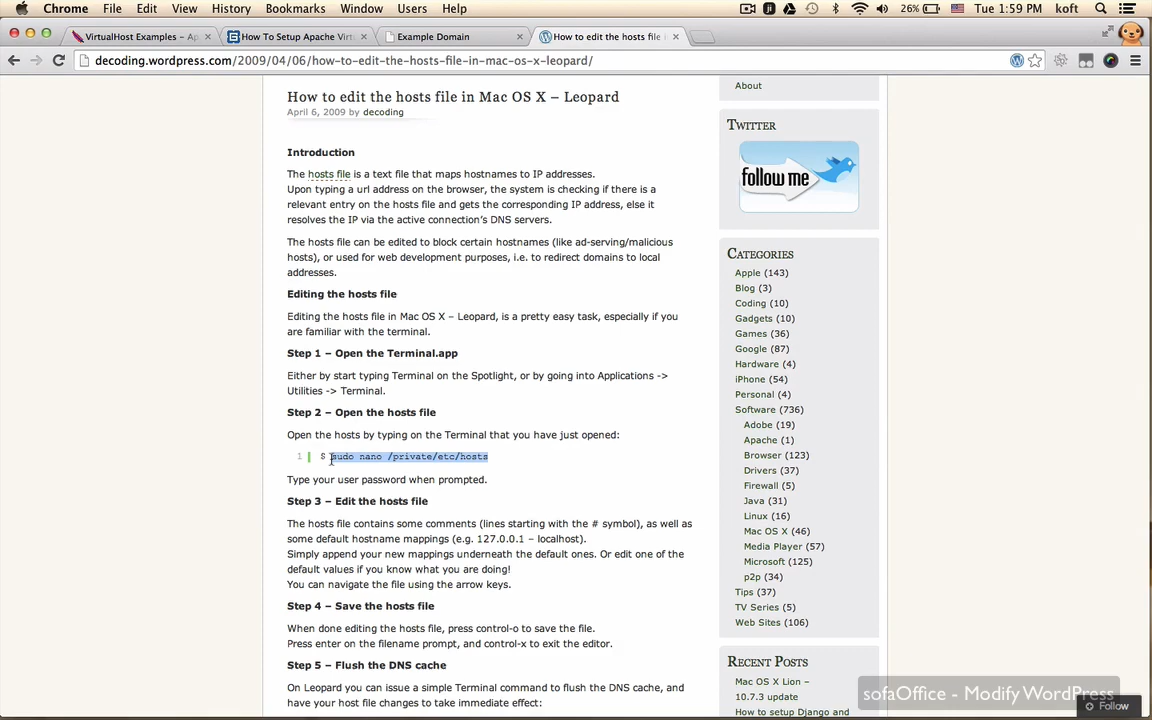 Chrome File Edit View History Bookmarks Window Users Help 26% Tue 1:59 PM koft
VirtualHost Examples – Ap How To Setup Apache Virt Example Domain How to edit the hosts file i
decoding.wordpress.com/2009/04/06/how-to-edit-the-hosts-file-in-mac-os-x-leopard/
How to edit the hosts file in Mac OS X – Leopard
April 6, 2009 by decoding
Introduction
The hosts file is a text file that maps hostnames to IP addresses.
Upon typing a url address on the browser, the system is checking if there is a
relevant entry on the hosts file and gets the corresponding IP address, else it
resolves the IP via the active connection's DNS servers.
The hosts file can be edited to block certain hostnames (like ad-serving/malicious
hosts), or used for web development purposes, i.e. to redirect domains to local
addresses.
Editing the hosts file
Editing the hosts file in Mac OS X – Leopard, is a pretty easy task, especially if you
are familiar with the terminal.
Step 1 – Open the Terminal.app
Either by start typing Terminal on the Spotlight, or by going into Applications ->
Utilities -> Terminal.
Step 2 – Open the hosts file
Open the hosts by typing on the Terminal that you have just opened:
1 $ sudo nano /private/etc/hosts
Type your user password when prompted.
Step 3 – Edit the hosts file
The hosts file contains some comments (lines starting with the # symbol), as well as
some default hostname mappings (e.g. 127.0.0.1 – localhost).
Simply append your new mappings underneath the default ones. Or edit one of the
default values if you know what you are doing!
You can navigate the file using the arrow keys.
Step 4 – Save the hosts file
When done editing the hosts file, press control-o to save the file.
Press enter on the filename prompt, and control-x to exit the editor.
Step 5 – Flush the DNS cache
On Leopard you can issue a simple Terminal command to flush the DNS cache, and
have your host file changes to take immediate effect:
About
Twitter
follow me
Categories
Apple (143)
Blog (3)
Coding (10)
Gadgets (10)
Games (36)
Google (87)
Hardware (4)
iPhone (54)
Personal (4)
Software (736)
Adobe (19)
Apache (1)
Browser (123)
Drivers (37)
Firewall (5)
Java (31)
Linux (16)
Mac OS X (46)
Media Player (57)
Microsoft (125)
p2p (34)
Tips (37)
TV Series (5)
Web Sites (106)
Recent Posts
Mac OS X Lion –
10.7.3 update
How to setup Django and
sofaOffice - Modify WordPress
Follow